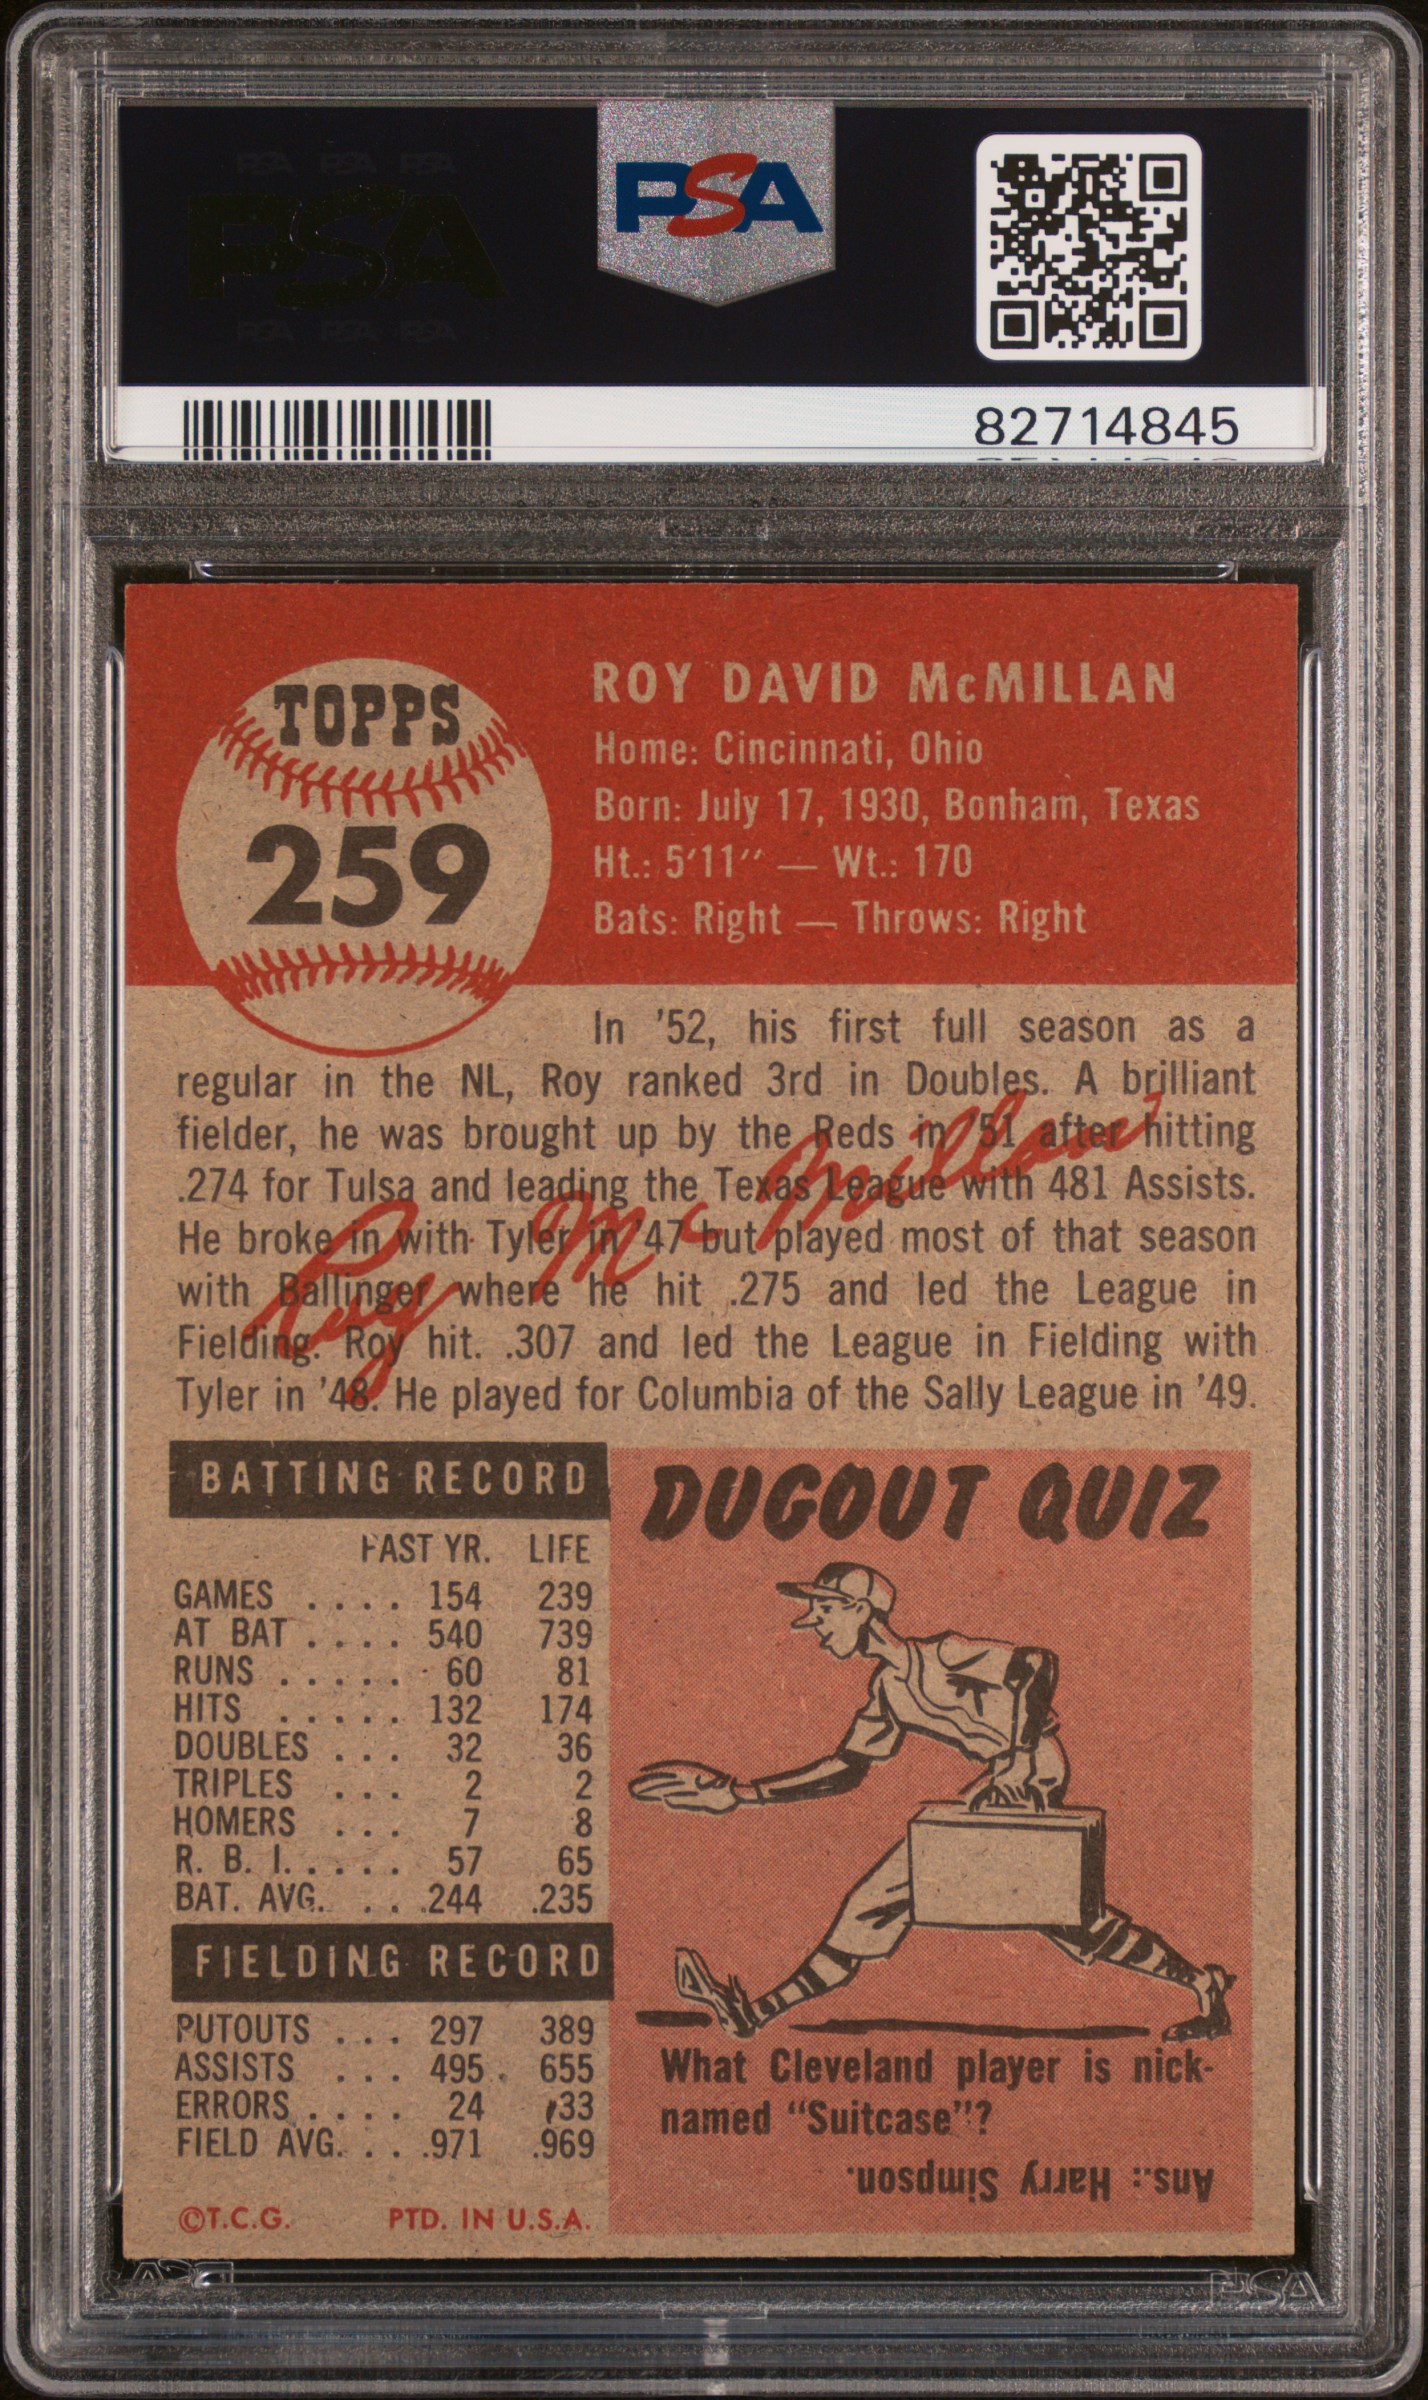 PSA PSA PSA
PSA
PSA PSA PSA
PSA
82714845
TOPPS
259
ROY DAVID McMILLAN
Home: Cincinnati, Ohio
Born: July 17, 1930, Bonham, Texas
Ht.: 5'11" — Wt.: 170
Bats: Right — Throws: Right
In '52, his first full season as a
regular in the NL, Roy ranked 3rd in Doubles. A brilliant
fielder, he was brought up by the Reds in '51 after hitting
.274 for Tulsa and leading the Texas League with 481 Assists.
He broke in with Tyler in '47 but played most of that season
with Ballinger where he hit .275 and led the League in
Fielding. Roy hit. .307 and led the League in Fielding with
Tyler in '48. He played for Columbia of the Sally League in '49.
Roy McMillan
BATTING RECORD
PAST YR. LIFE
GAMES .... 154 239
AT BAT .... 540 739
RUNS ..... 60 81
HITS ..... 132 174
DOUBLES ... 32 36
TRIPLES ... 2 2
HOMERS ... 7 8
R. B. I. .... 57 65
BAT. AVG. ... .244 .235
FIELDING RECORD
PUTOUTS ... 297 389
ASSISTS ... 495 655
ERRORS .... 24 33
FIELD AVG. ... .971 .969
©T.C.G. PTD. IN U.S.A.
DUGOUT QUIZ
What Cleveland player is nick-
named "Suitcase"?
Ans.: Harry Simpson.
PSA
PSA